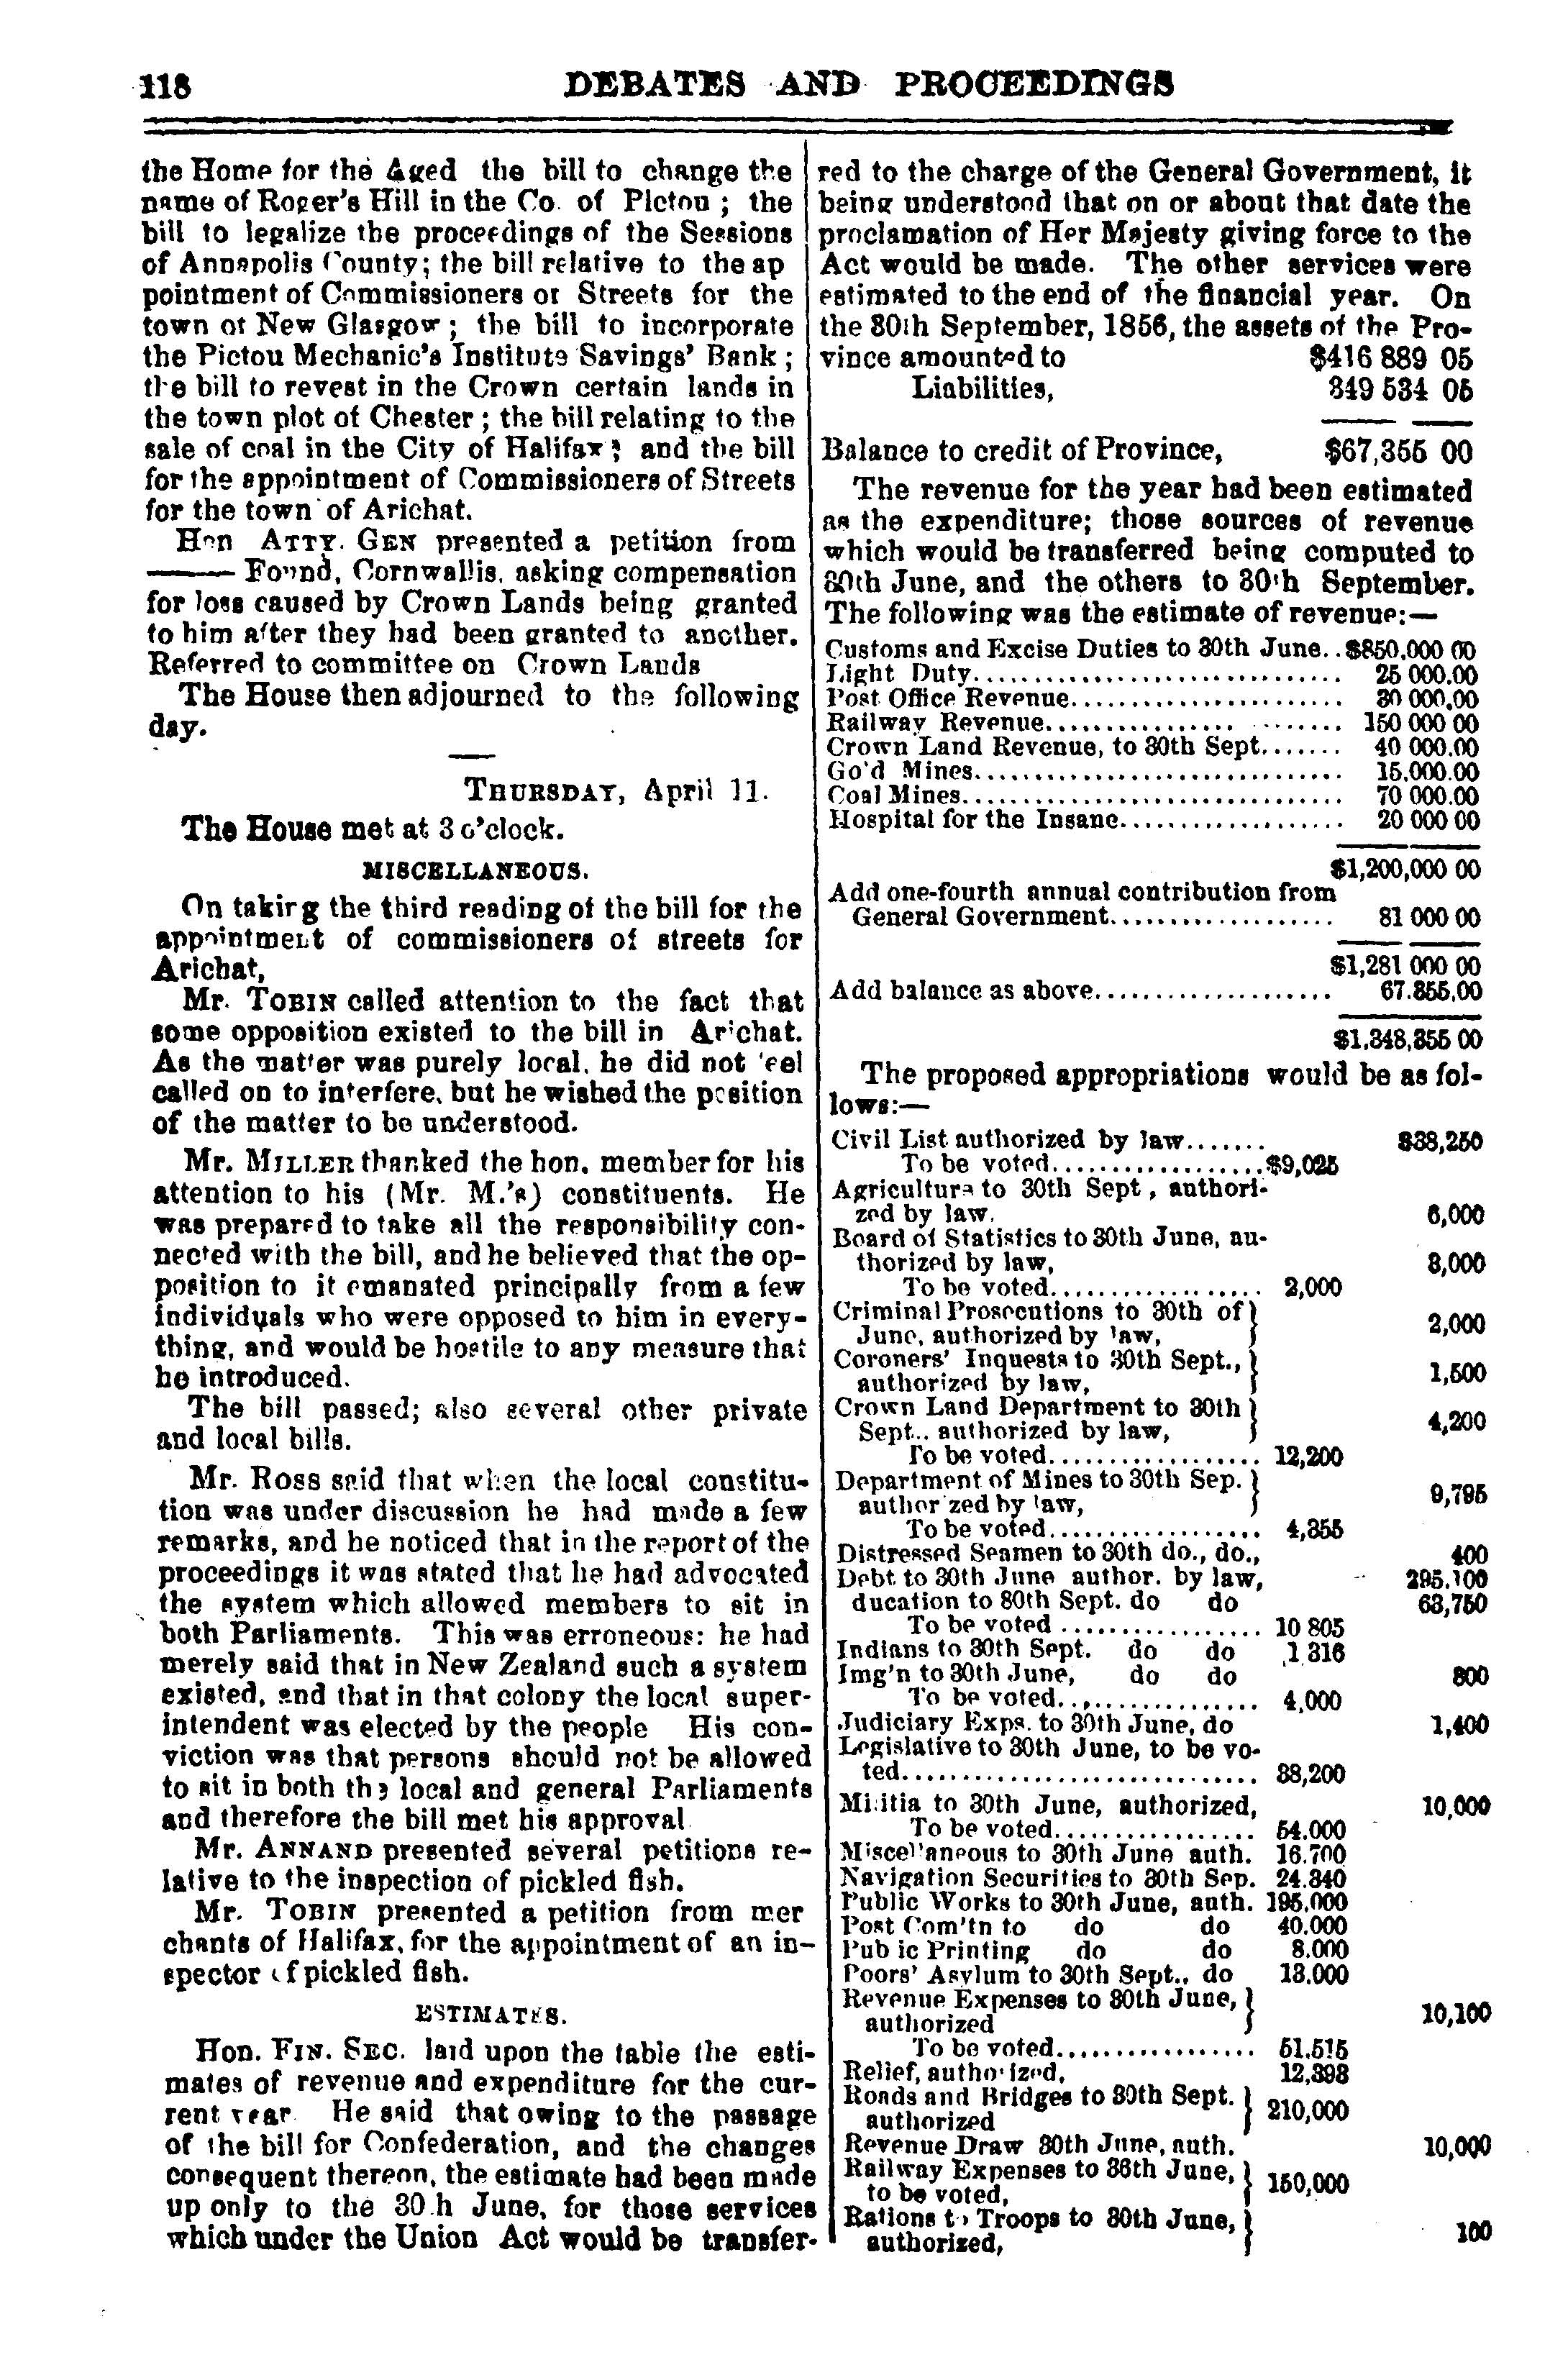 118 DEBATES AND PROCEEDINGS
the Home for the Aged the bill to change the
name of Roger's Hill in the Co. of Pictou ; the
bill to legalize the proceedings of the Sessions
of Annapolis County; the bill relative to the ap
pointment of Commissioners of Streets for the
town of New Glasgow ; the bill to incorporate
the Pictou Mechanic's Institute Savings' Bank ;
the bill to revest in the Crown certain lands in
the town plot of Chester ; the bill relating to the
sale of coal in the City of Halifax ; and the bill
for the appointment of Commissioners of Streets
for the town of Arichat.
Hon ATTY. GEN presented a petition from
——— Found, Cornwallis, asking compensation
for loss caused by Crown Lands being granted
to him after they had been granted to another.
Referred to committee on Crown Lands
The House then adjourned to the following
day.
THURSDAY, April 11.
The House met at 3 o'clock.
MISCELLANEOUS.
On taking the third reading of the bill for the
appointment of commissioners of streets for
Arichat,
Mr. TOBIN called attention to the fact that
some opposition existed to the bill in Arichat.
As the matter was purely local, he did not feel
called on to interfere, but he wished the position
of the matter to be understood.
Mr. MILLER thanked the hon. member for his
attention to his (Mr. M.'s) constituents. He
was prepared to take all the responsibility con-
nected with the bill, and he believed that the op-
position to it emanated principally from a few
individuals who were opposed to him in every-
thing, and would be hostile to any measure that
he introduced.
The bill passed; also several other private
and local bills.
Mr. Ross said that when the local constitu-
tion was under discussion he had made a few
remarks, and he noticed that in the report of the
proceedings it was stated that he had advocated
the system which allowed members to sit in
both Parliaments. This was erroneous: he had
merely said that in New Zealand such a system
existed, and that in that colony the local super-
intendent was elected by the people His con-
viction was that persons should not be allowed
to sit in both the local and general Parliaments
and therefore the bill met his approval
Mr. ANNAND presented several petitions re-
lative to the inspection of pickled fish.
Mr. TOBIN presented a petition from mer
chants of Halifax, for the appointment of an in-
spector of pickled fish.
ESTIMATES.
Hon. FIN. SEC. laid upon the table the esti-
mates of revenue and expenditure for the cur-
rent year He said that owing to the passage
of the bill for Confederation, and the changes
consequent thereon, the estimate had been made
up only to the 30.h June, for those services
which under the Union Act would be transfer-
red to the charge of the General Government, it
being understood that on or about that date the
proclamation of Her Majesty giving force to the
Act would be made. The other services were
estimated to the end of the financial year. On
the 30th September, 1856, the assets of the Pro-
vince amounted to $416 889 05
Liabilities, 349 534 05
Balance to credit of Province, $67,355 00
The revenue for the year had been estimated
as the expenditure; those sources of revenue
which would be transferred being computed to
30th June, and the others to 30th September.
The following was the estimate of revenue:—
Customs and Excise Duties to 30th June.. $850,000 00
Light Duty.............................. 25 000.00
Post Office Revenue....................... 30 000.00
Railway Revenue....................... 150 000 00
Crown Land Revenue, to 30th Sept....... 40 000.00
Go'd Mines............................... 15,000.00
Coal Mines................................ 70 000.00
Hospital for the Insane................... 20 000 00
$1,200,000 00
Add one-fourth annual contribution from
General Government................... 81 000 00
$1,281 000 00
Add balance as above.................... 67.355.00
$1,348,355 00
The proposed appropriations would be as fol-
lows:—
Civil List authorized by law....... $38,250
To be voted..................$9,025
Agriculture to 30th Sept, authori-
zed by law, 6,000
Board of Statistics to 30th June, au-
thorized by law, 3,000
To be voted.................. 2,000
Criminal Prosecutions to 30th of }
June, authorized by law, } 2,000
Coroners' Inquests to 30th Sept., }
authorized by law, } 1,500
Crown Land Department to 30th }
Sept.. authorized by law, } 4,200
To be voted.................. 12,200
Department of Mines to 30th Sep. }
author zed by law, } 9,795
To be voted.................. 4,355
Distressed Seamen to 30th do., do., 400
Debt to 30th June author. by law, 295.100
ducation to 30th Sept. do do 63,750
To be voted ................. 10 805
Indians to 30th Sept. do do 1 316
Img'n to 30th June, do do 800
To be voted................. 4,000
Judiciary Exps. to 30th June, do 1,400
Legislative to 30th June, to be vo-
ted.............................. 38,200
Militia to 30th June, authorized, 10,000
To be voted................. 54.000
Miscellaneous to 30th June auth. 16.700
Navigation Securities to 30th Sep. 24.840
Public Works to 30th June, auth. 195.000
Post Com'tn to do do 40.000
Pub ic Printing do do 8.000
Poors' Asylum to 30th Sept., do 13.000
Revenue Expenses to 30th June, }
authorized } 10,100
To be voted................. 51.515
Relief, authorized, 12,398
Roads and Bridges to 30th Sept. }
authorized } 210,000
Revenue Draw 30th June, auth. 10,000
Railway Expenses to 36th June, }
to be voted, } 150,000
Rations to Troops to 30th June, }
authorized, } 100